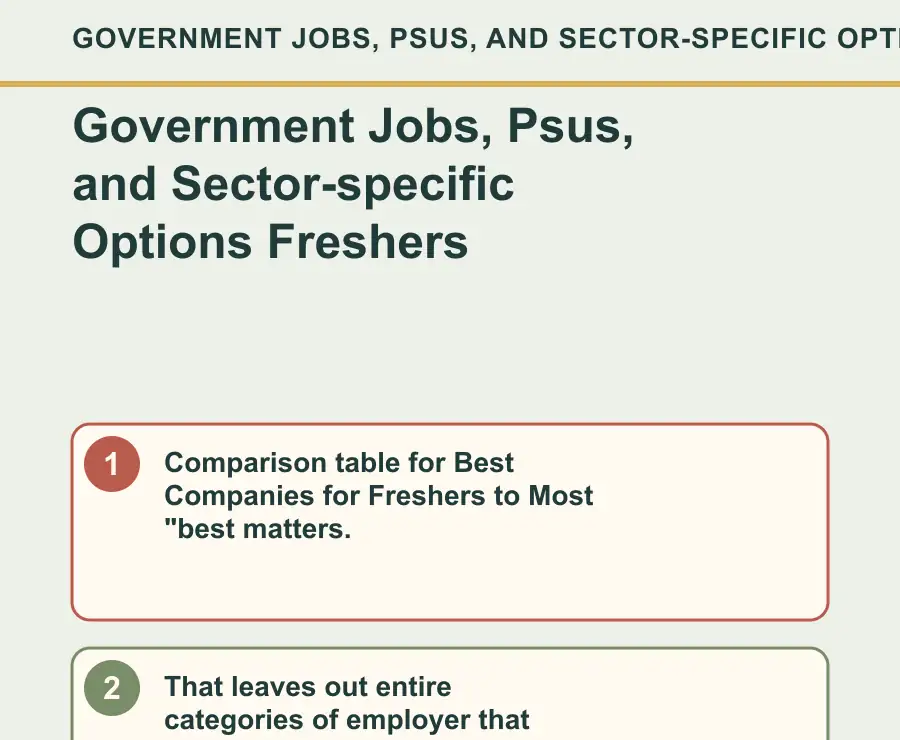 GOVERNMENT JOBS, PSUS, AND SECTOR-SPECIFIC
Government Jobs, Psus,
and Sector-specific
Options Freshers
1
Comparison table for Best
Companies for Freshers to Most
"best matters.
2
That leaves out entire
categories of employer that